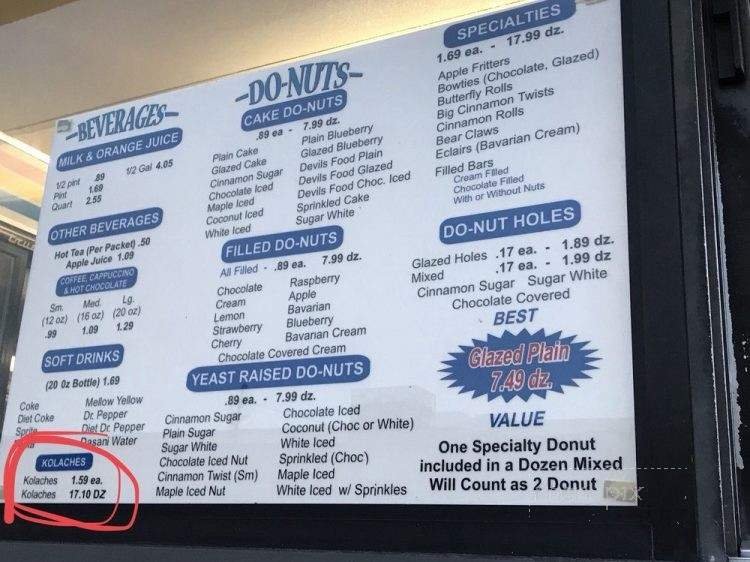 BEVERAGES
MILK & ORANGE JUICE
1/2 pint .89 1/2 Gal 4.05
Pint 1.69
Quart 2.55
OTHER BEVERAGES
Hot Tea (Per Packet) .50
Apple Juice 1.09
COFFEE, CAPPUCCINO
& HOT CHOCOLATE
Sm. Med. Lg.
(12 oz) (16 oz) (20 oz)
.99 1.09 1.29
SOFT DRINKS
(20 Oz Bottle) 1.69
Coke Mellow Yellow
Diet Coke Dr. Pepper
Sprite Diet Dr. Pepper
Dasani Water
KOLACHES
Kolaches 1.59 ea.
Kolaches 17.10 DZ
DO-NUTS
CAKE DO-NUTS
.89 ea - 7.99 dz.
Plain Cake Plain Blueberry
Glazed Cake Glazed Blueberry
Cinnamon Sugar Devils Food Plain
Chocolate Iced Devils Food Glazed
Maple Iced Devils Food Choc. Iced
Coconut Iced Sprinkled Cake
White Iced Sugar White
FILLED DO-NUTS
All Filled - .89 ea. 7.99 dz.
Chocolate Raspberry
Cream Apple
Lemon Bavarian
Strawberry Blueberry
Cherry Bavarian Cream
Chocolate Covered Cream
YEAST RAISED DO-NUTS
.89 ea. - 7.99 dz.
Cinnamon Sugar Chocolate Iced
Plain Sugar Coconut (Choc or White)
Sugar White White Iced
Chocolate Iced Nut Sprinkled (Choc)
Cinnamon Twist (Sm) Maple Iced
Maple Iced Nut White Iced w/ Sprinkles
SPECIALTIES
1.69 ea. - 17.99 dz.
Apple Fritters
Bowties (Chocolate, Glazed)
Butterfly Rolls
Big Cinnamon Twists
Cinnamon Rolls
Bear Claws
Eclairs (Bavarian Cream)
Filled Bars
Cream Filled
Chocolate Filled
With or Without Nuts
DO-NUT HOLES
Glazed Holes .17 ea. - 1.89 dz.
Mixed .17 ea. - 1.99 dz
Cinnamon Sugar Sugar White
Chocolate Covered
BEST
Glazed Plain
7.49 dz.
VALUE
One Specialty Donut
included in a Dozen Mixed
Will Count as 2 Donut